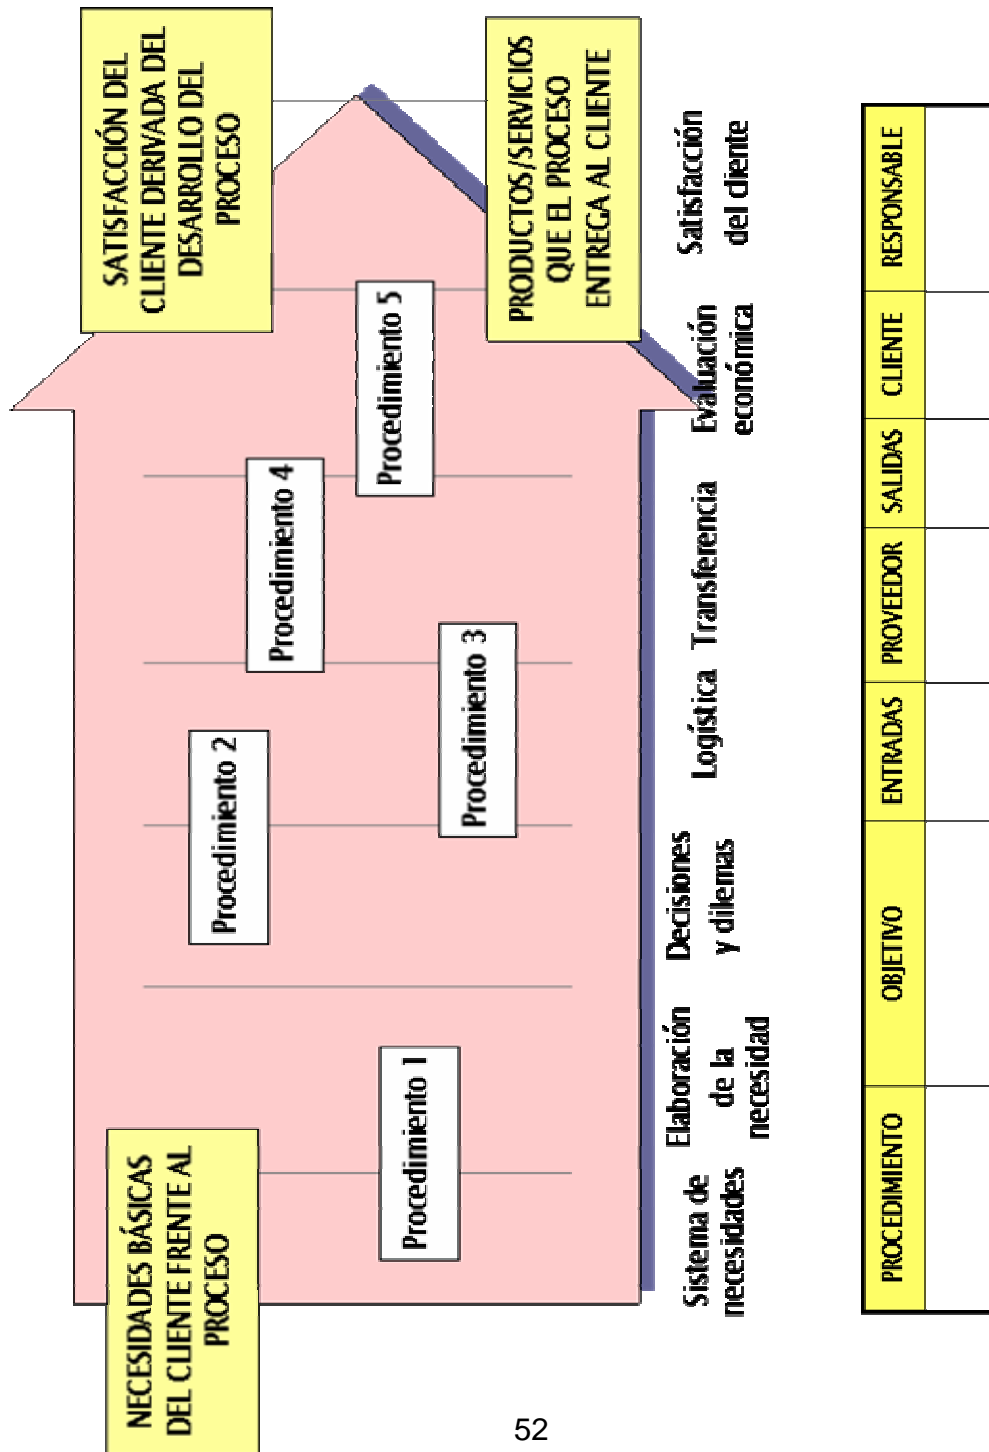 NECESIDADES BÁSICAS
DEL CLIENTE FRENTE AL
PROCESO
SATISFACCIÓN DEL
CLIENTE DERIVADA DEL
DESARROLLO DEL
PROCESO
Procedimiento 1
Procedimiento 2
Procedimiento 3
Procedimiento 4
Procedimiento 5
PRODUCTOS/SERVICIOS
QUE EL PROCESO
ENTREGA AL CLIENTE
Sistema de
necesidades
Elaboración
de la
necesidad
Decisiones
y dilemas
Logística
Transferencia
Evaluación
económica
Satisfacción
del cliente
PROCEDIMIENTO
OBJETIVO
ENTRADAS
PROVEEDOR
SALIDAS
CLIENTE
RESPONSABLE
52